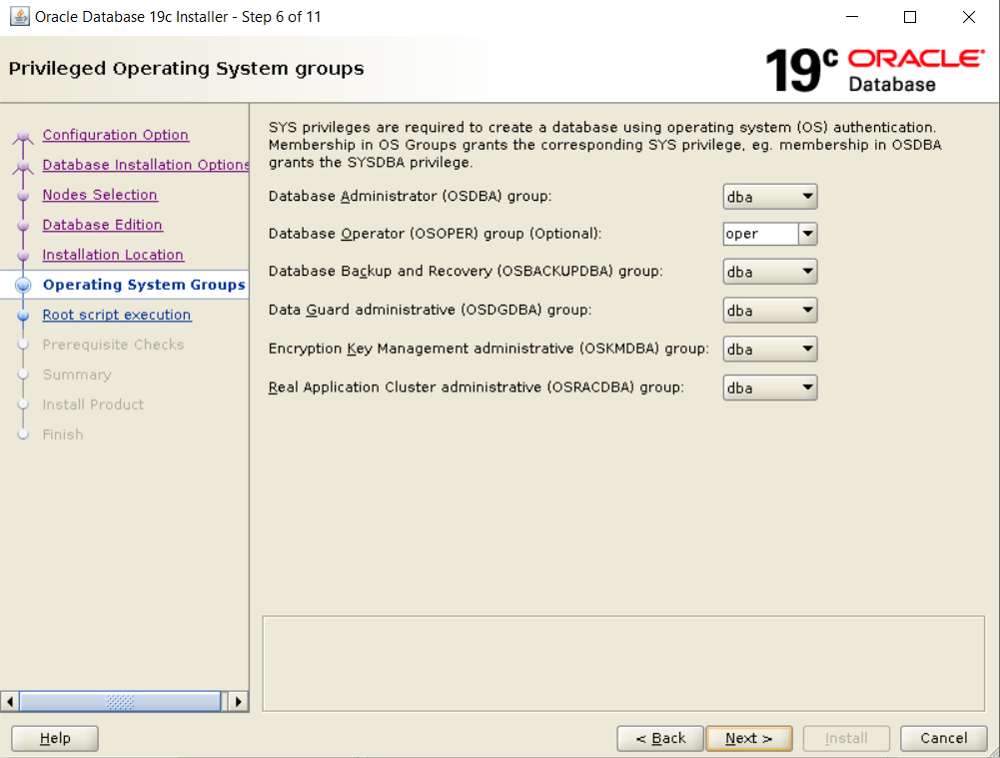 Oracle Database 19c Installer - Step 6 of 11
Privileged Operating System groups
19c ORACLE
Database
Configuration Option
Database Installation Options
Nodes Selection
Database Edition
Installation Location
Operating System Groups
Root script execution
Prerequisite Checks
Summary
Install Product
Finish
SYS privileges are required to create a database using operating system (OS) authentication.
Membership in OS Groups grants the corresponding SYS privilege, eg. membership in OSDBA
grants the SYSDBA privilege.
Database Administrator (OSDBA) group: dba
Database Operator (OSOPER) group (Optional): oper
Database Backup and Recovery (OSBACKUPDBA) group: dba
Data Guard administrative (OSDGDBA) group: dba
Encryption Key Management administrative (OSKMDBA) group: dba
Real Application Cluster administrative (OSRACDBA) group: dba
Help < Back Next > Install Cancel